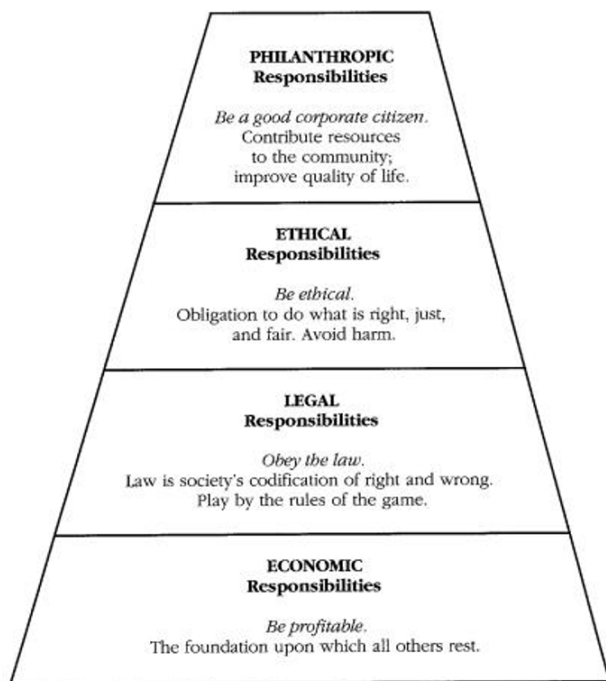 PHILANTHROPIC
Responsibilities
Be a good corporate citizen.
Contribute resources
to the community;
improve quality of life.
ETHICAL
Responsibilities
Be ethical.
Obligation to do what is right, just,
and fair. Avoid harm.
LEGAL
Responsibilities
Obey the law.
Law is society's codification of right and wrong.
Play by the rules of the game.
ECONOMIC
Responsibilities
Be profitable.
The foundation upon which all others rest.